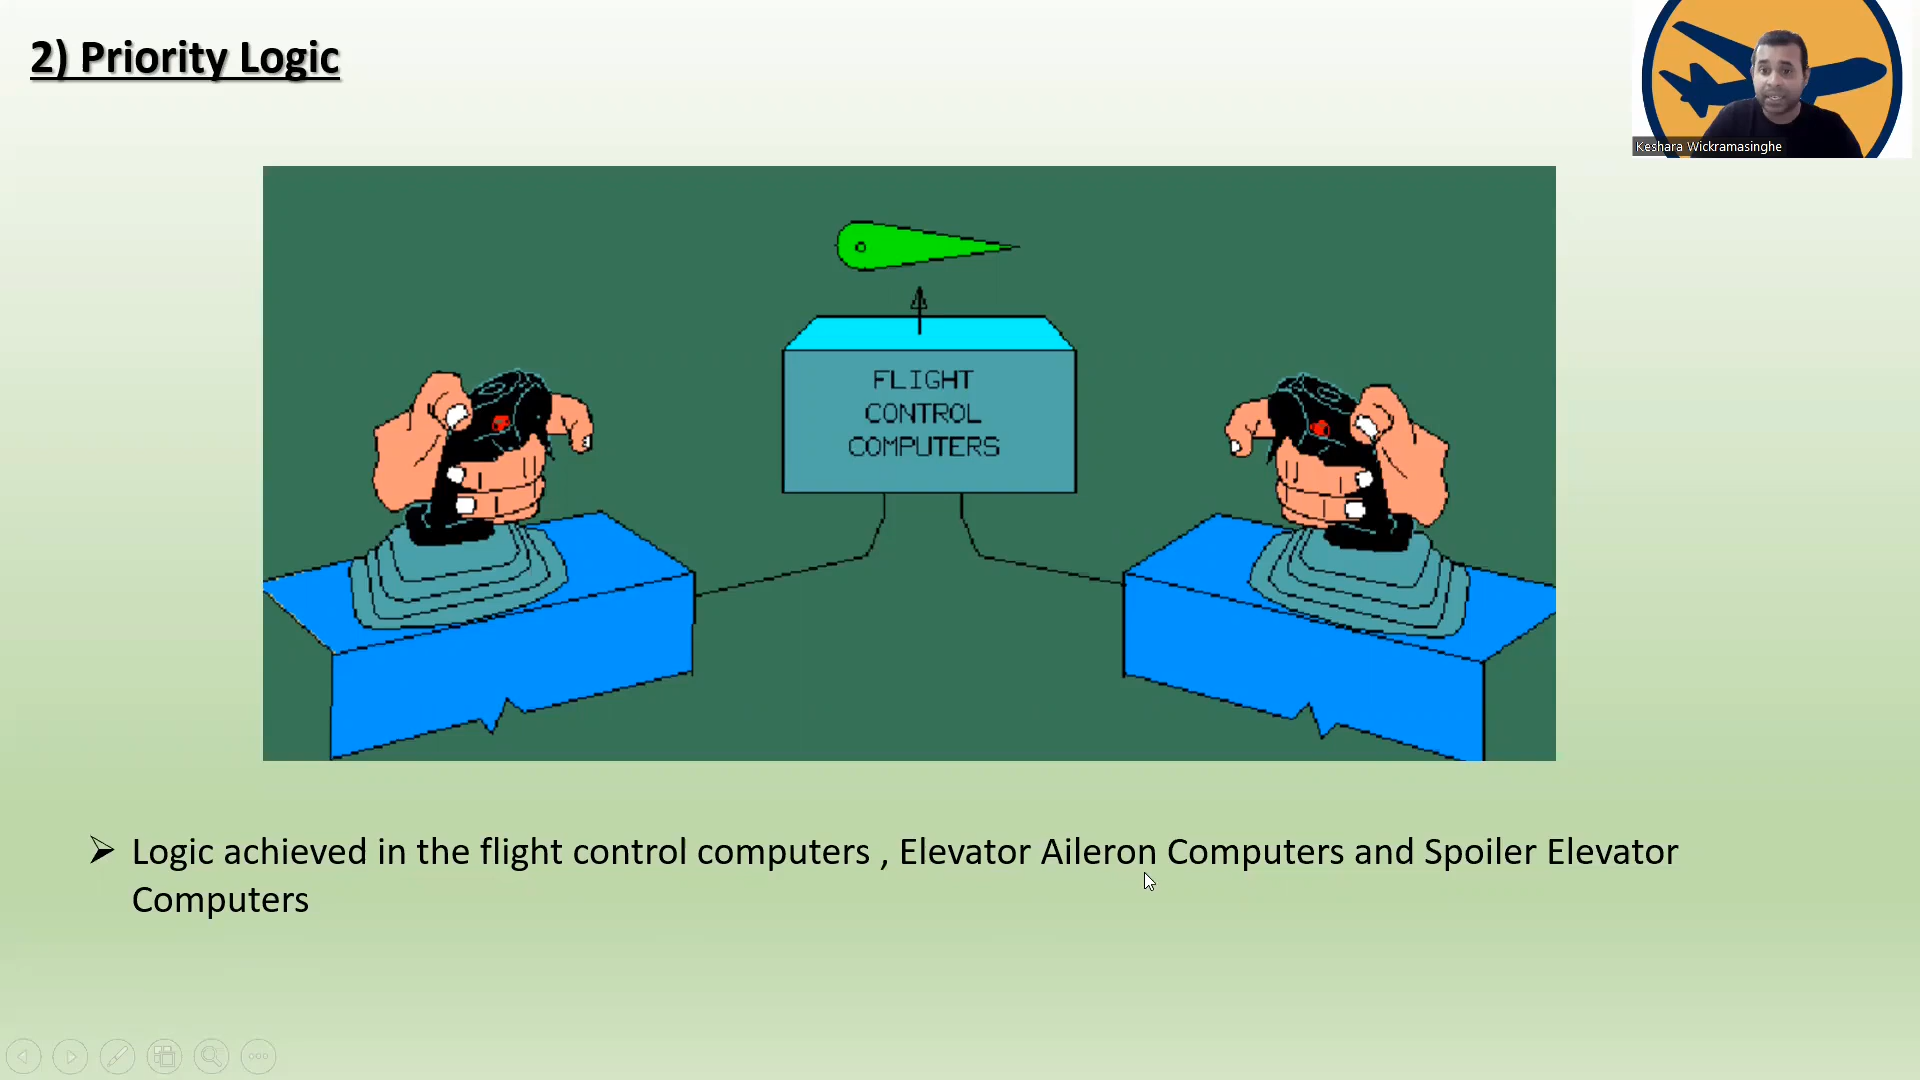 2) Priority Logic
Keshara Wickramasinghe
FLIGHT
CONTROL
COMPUTERS
Logic achieved in the flight control computers , Elevator Aileron Computers and Spoiler Elevator
Computers